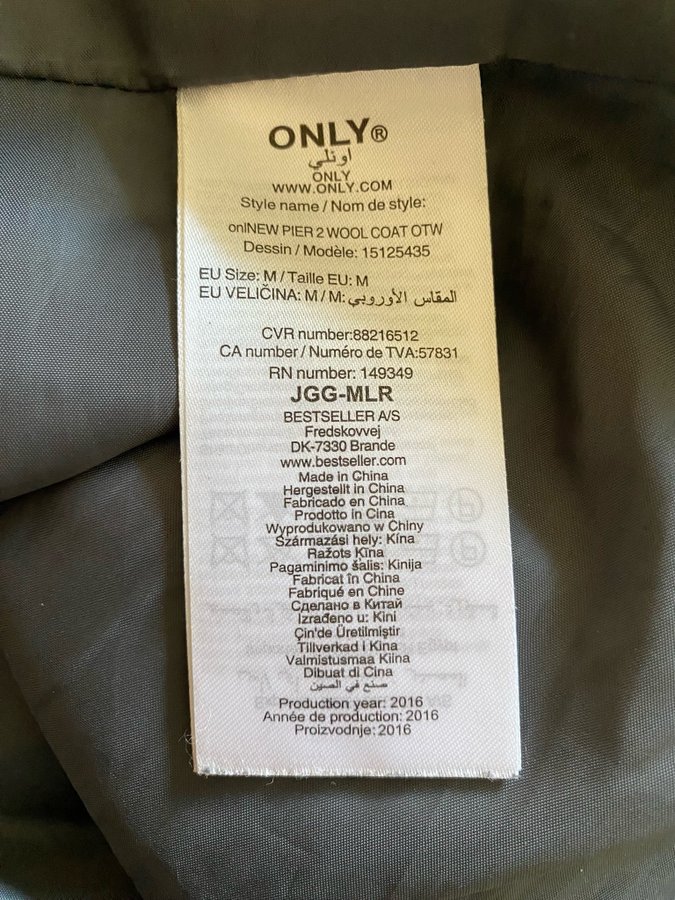 ONLY®
اونلي
ONLY
WWW.ONLY.COM
Style name / Nom de style:
onlNEW PIER 2 WOOL COAT OTW
Dessin / Modèle: 15125435
EU Size: M / Taille EU: M
EU VELIČINA: M / M: المقاس الأوروبي
CVR number:88216512
CA number / Numéro de TVA:57831
RN number: 149349
JGG-MLR
BESTSELLER A/S
Fredskovvej
DK-7330 Brande
www.bestseller.com
Made in China
Hergestellt in China
Fabricado en China
Prodotto in Cina
Wyprodukowano w Chiny
Származási hely: Kína
Ražots Ķīna
Pagaminimo šalis: Kinija
Fabricat în China
Fabriqué en Chine
Сделано в Китай
Izrađeno u: Kini
Çin'de Üretilmiştir
Tillverkad i Kina
Valmistusmaa Kiina
Dibuat di Cina
صنع في الصين
Production year: 2016
Année de production: 2016
Proizvodnje: 2016